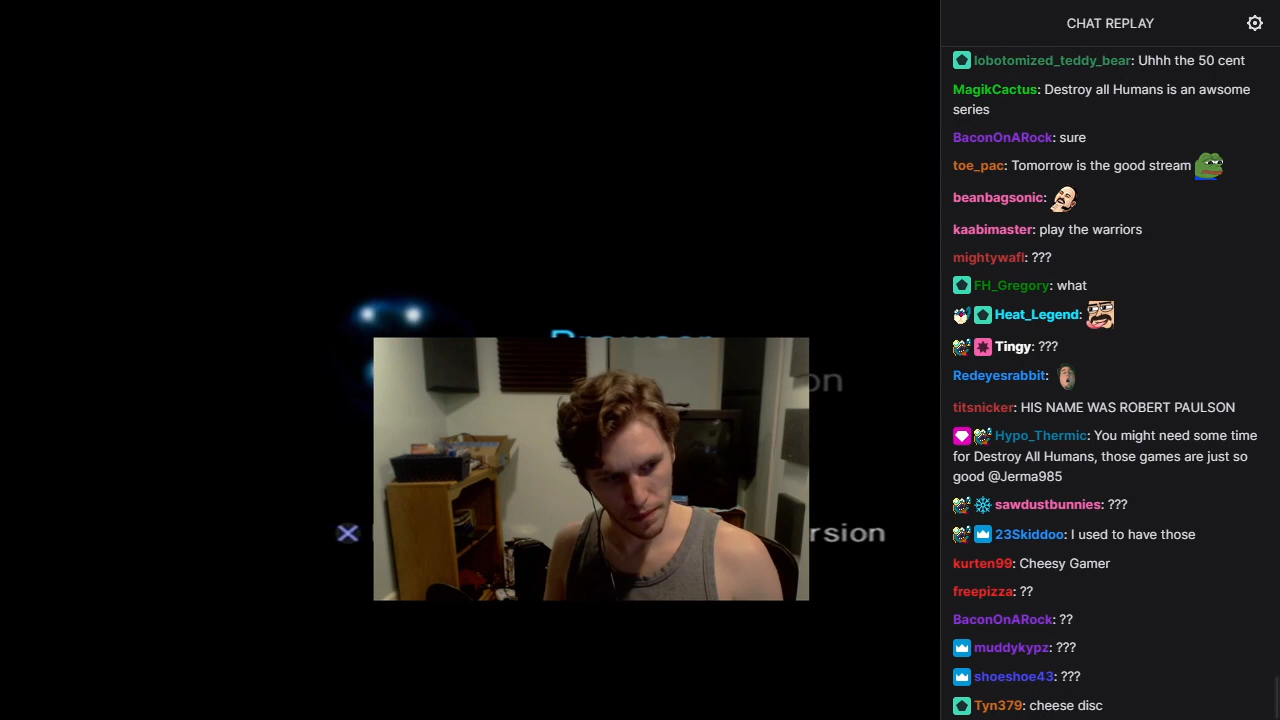 Browser
on
rsion
CHAT REPLAY
lobotomized_teddy_bear: Uhhh the 50 cent
MagikCactus: Destroy all Humans is an awsome
series
BaconOnARock: sure
toe_pac: Tomorrow is the good stream
beanbagsonic:
kaabimaster: play the warriors
mightywafl: ???
FH_Gregory: what
Heat_Legend:
Tingy: ???
Redeyesrabbit:
titsnicker: HIS NAME WAS ROBERT PAULSON
Hypo_Thermic: You might need some time
for Destroy All Humans, those games are just so
good @Jerma985
sawdustbunnies: ???
23Skiddoo: I used to have those
kurten99: Cheesy Gamer
freepizza: ??
BaconOnARock: ??
muddykypz: ???
shoeshoe43: ???
Tyn379: cheese disc